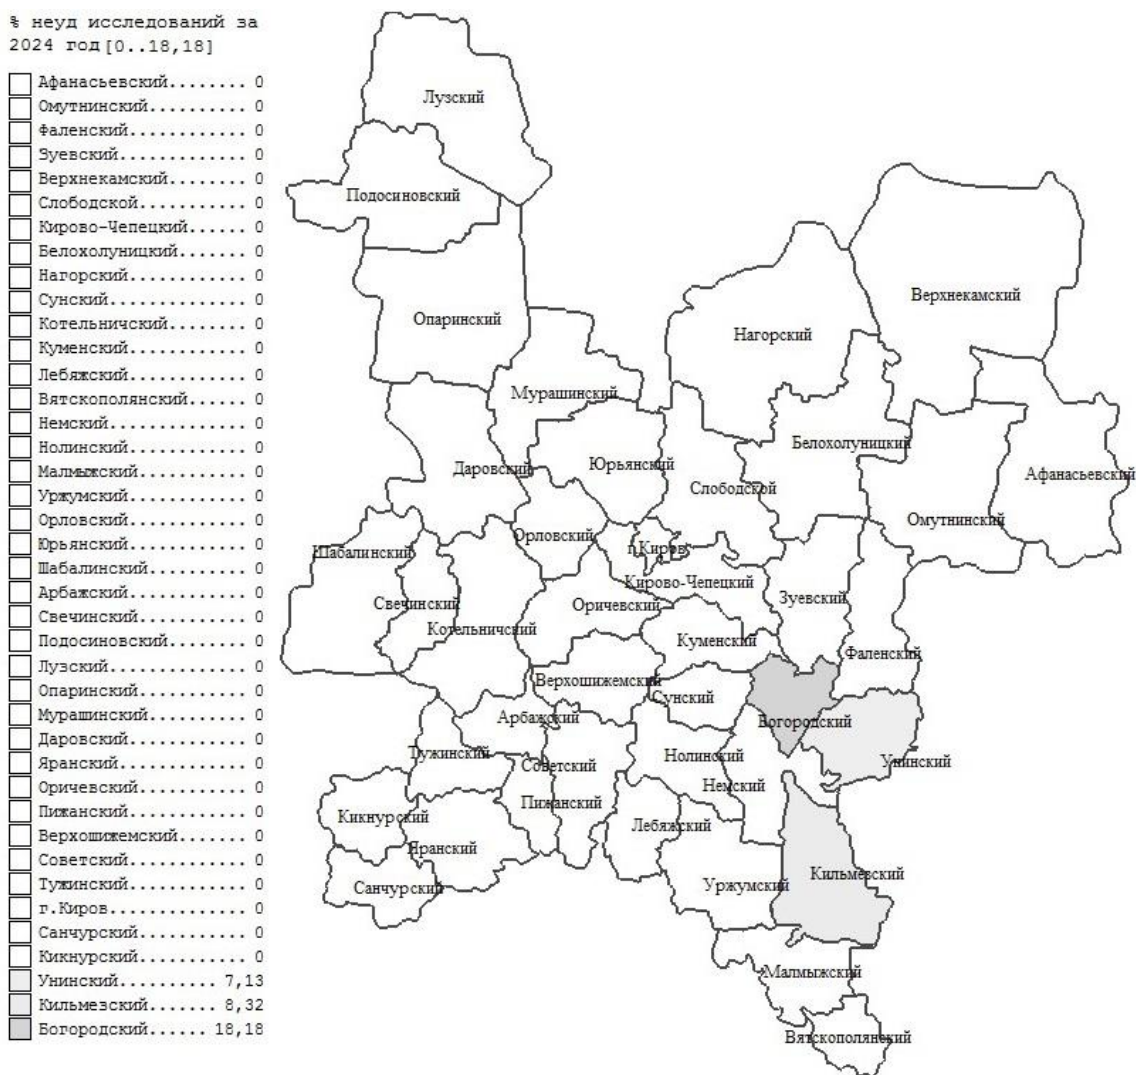 % неуд исследований за
2024 год [0..18,18]
Афанасьевский........ 0
Омутнинский.......... 0
Фаленский............ 0
Зуевский............. 0
Верхнекамский........ 0
Слободской........... 0
Кирово-Чепецкий...... 0
Белохолуницкий....... 0
Нагорский............ 0
Сунский.............. 0
Котельничский........ 0
Куменский............ 0
Лебяжский............ 0
Вятскополянский...... 0
Немский.............. 0
Нолинский............ 0
Малмыжский........... 0
Уржумский............ 0
Орловский............ 0
Юрьянский............ 0
Шабалинский.......... 0
Арбажский............ 0
Свечинский........... 0
Подосиновский........ 0
Лузский.............. 0
Опаринский........... 0
Мурашинский.......... 0
Даровский............ 0
Яранский............. 0
Оричевский........... 0
Пижанский............ 0
Верхошижемский....... 0
Советский............ 0
Тужинский............ 0
г.Киров.............. 0
Санчурский........... 0
Кикнурский........... 0
Унинский.......... 7,13
Кильмезский....... 8,32
Богородский...... 18,18
Лузский
Подосиновский
Опаринский
Верхнекамский
Нагорский
Мурашинский
Белохолуницкий
Даровский
Юрьянский
Слободской
Афанасьевский
Омутнинский
Орловский
г.Киров
Шабалинский
Кирово-Чепецкий
Свечинский
Оричевский
Зуевский
Котельничский
Куменский
Фаленский
Верхошижемский
Сунский
Арбажский
Богородский
Тужинский
Советский
Нолинский
Унинский
Немский
Пижанский
Кикнурский
Лебяжский
Яранский
Кильмезский
Санчурский
Уржумский
Малмыжский
Вятскополянский